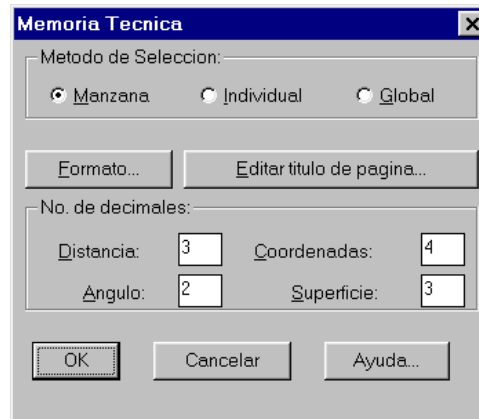 Memoria Tecnica
Metodo de Seleccion:
Manzana Individual Global
Formato... Editar titulo de pagina...
No. de decimales:
Distancia: 3 Coordenadas: 4
Angulo: 2 Superficie: 3
OK Cancelar Ayuda...